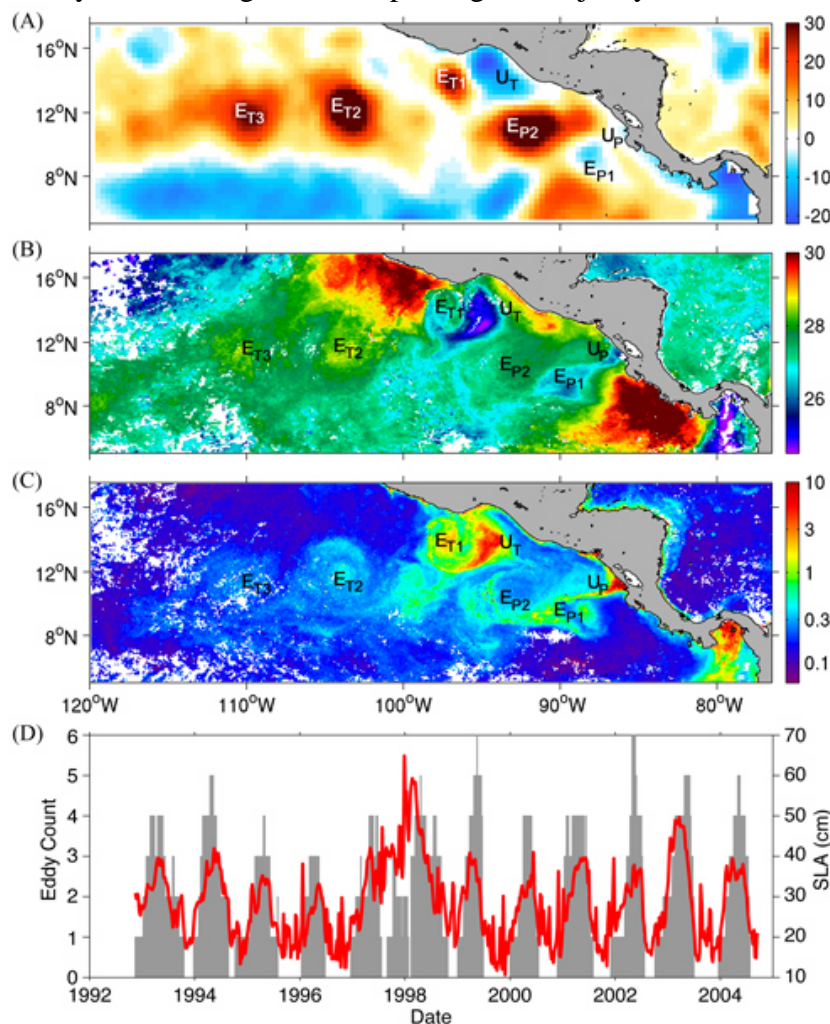 (A)
16°N
12°N
8°N
E_T3
E_T2
E_T1
U_T
E_P2
U_P
E_P1
30
20
10
0
-10
-20
(B)
16°N
12°N
8°N
E_T3
E_T2
E_T1
U_T
E_P2
U_P
E_P1
30
28
26
(C)
16°N
12°N
8°N
E_T3
E_T2
E_T1
U_T
E_P2
U_P
E_P1
10
3
1
0.3
0.1
120°W 110°W 100°W 90°W 80°W
(D)
6
5
4
3
2
1
0
Eddy Count
70
60
50
40
30
20
10
SLA (cm)
1992 1994 1996 1998 2000 2002 2004
Date